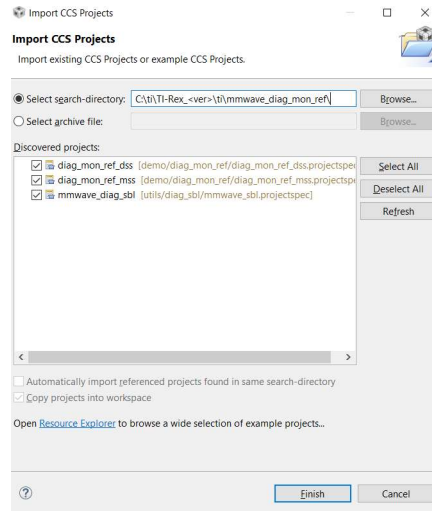 Import CCS Projects
Import CCS Projects
Import existing CCS Projects or example CCS Projects.
Select search-directory: C:\ti\TI-Rex_<ver>\ti\mmwave_diag_mon_ref\ Browse...
Select archive file: Browse...
Discovered projects:
diag_mon_ref_dss [demo/diag_mon_ref/diag_mon_ref_dss.projectspe Select All
diag_mon_ref_mss [demo/diag_mon_ref/diag_mon_ref_mss.projectspe Deselect All
mmwave_diag_sbl [utils/diag_sbl/mmwave_sbl.projectspec] Refresh
Automatically import referenced projects found in same search-directory
Copy projects into workspace
Open Resource Explorer to browse a wide selection of example projects...
Finish Cancel